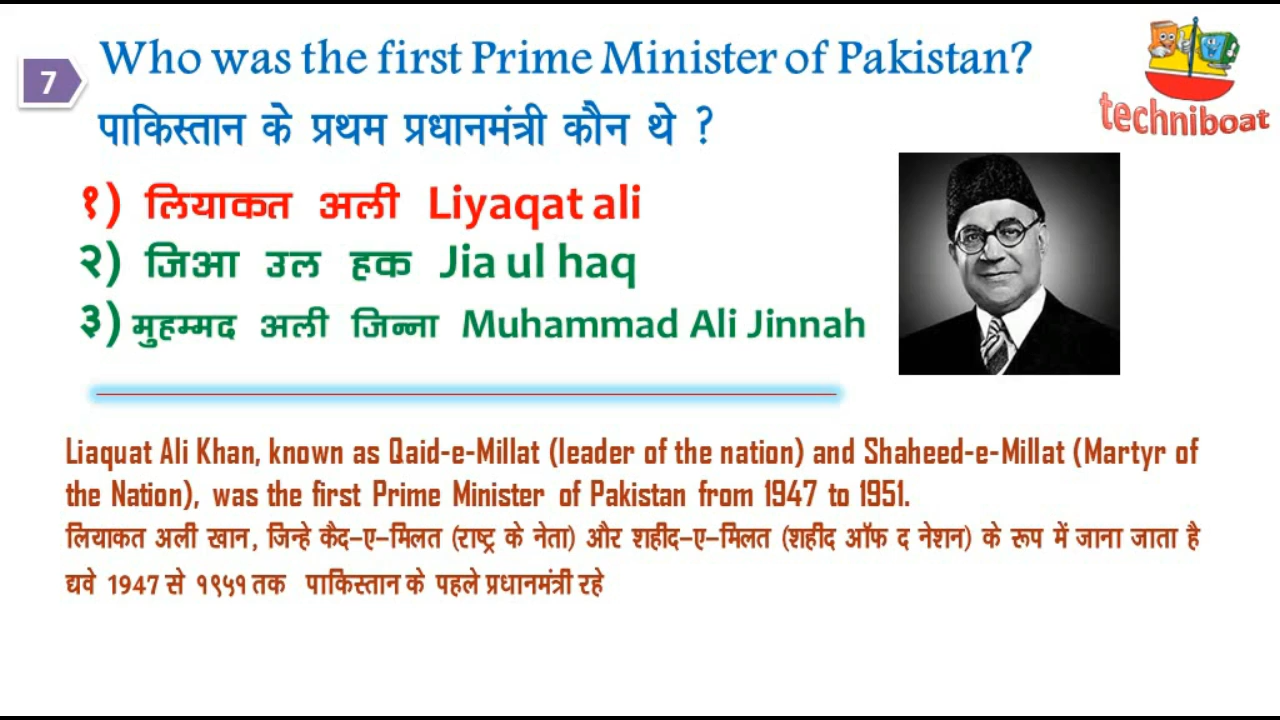 7
Who was the first Prime Minister of Pakistan?
techniboat
पाकिस्तान के प्रथम प्रधानमंत्री कौन थे ?
१) लियाकत अली Liyaqat ali
२) जिआ उल हक Jia ul haq
३) मुहम्मद अली जिन्ना Muhammad Ali Jinnah
Liaquat Ali Khan, known as Qaid-e-Millat (leader of the nation) and Shaheed-e-Millat (Martyr of
the Nation), was the first Prime Minister of Pakistan from 1947 to 1951.
लियाकत अली खान, जिन्हे कैद-ए-मिलत (राष्ट्र के नेता) और शहीद-ए-मिलत (शहीद ऑफ द नेशन) के रूप में जाना जाता है
द्यवे 1947 से १९५१ तक पाकिस्तान के पहले प्रधानमंत्री रहे